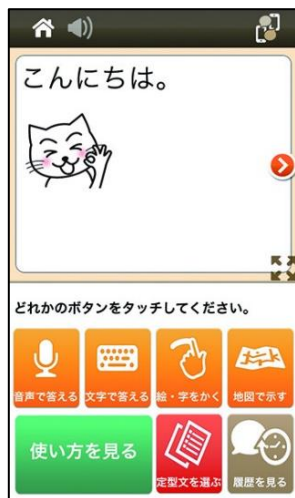 こんにちは。
どれかのボタンをタッチしてください。
音声で答える 文字で答える 絵・字をかく 地図で示す
使い方を見る 定型文を選ぶ 履歴を見る